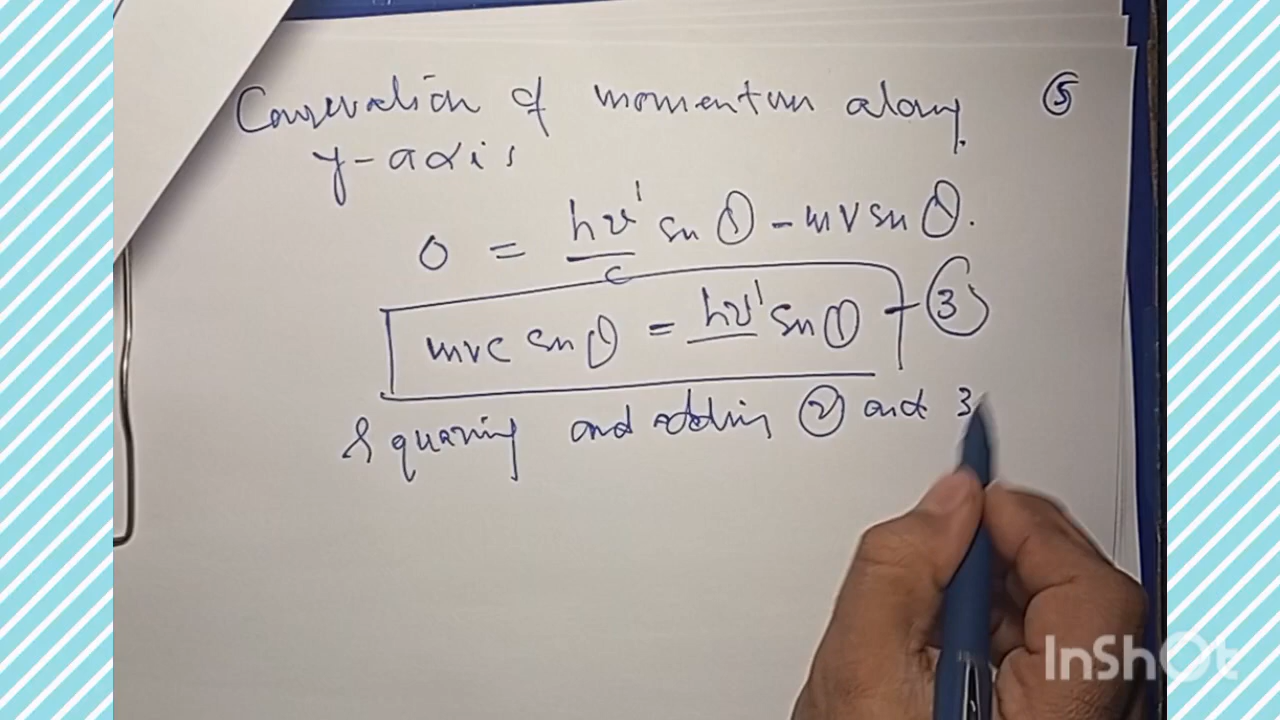 Conservation of momentum along ⑤
y-axis
0 = hν'/c sin ϕ - mv sin ϕ.
mvc sin ϕ = hν' sin ϕ - ③
Squaring and adding ② and 3
InShOt